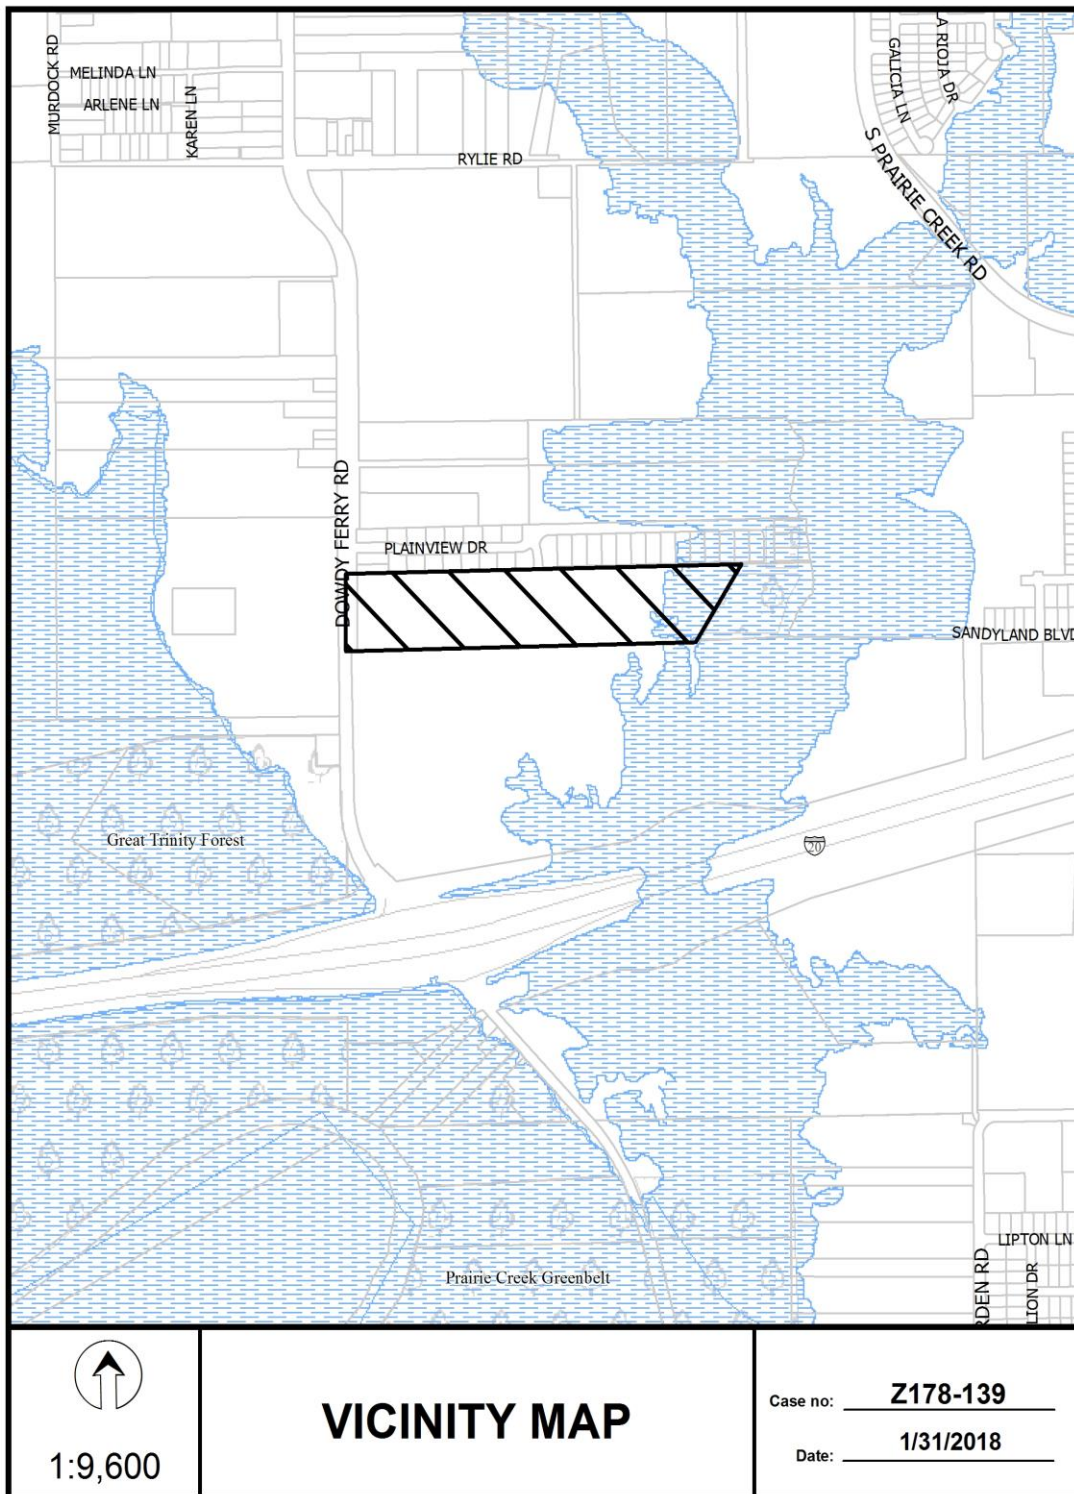 MURDOCK RD
MELINDA LN
ARLENE LN
KAREN LN
RYLIE RD
GALICIA LN
LA RIOJA DR
S PRAIRIE CREEK RD
DOWDY FERRY RD
PLAINVIEW DR
SANDYLAND BLVD
Great Trinity Forest
20
Prairie Creek Greenbelt
RDEN RD
LIPTON LN
LION DR
1:9,600
VICINITY MAP
Case no: Z178-139
Date: 1/31/2018